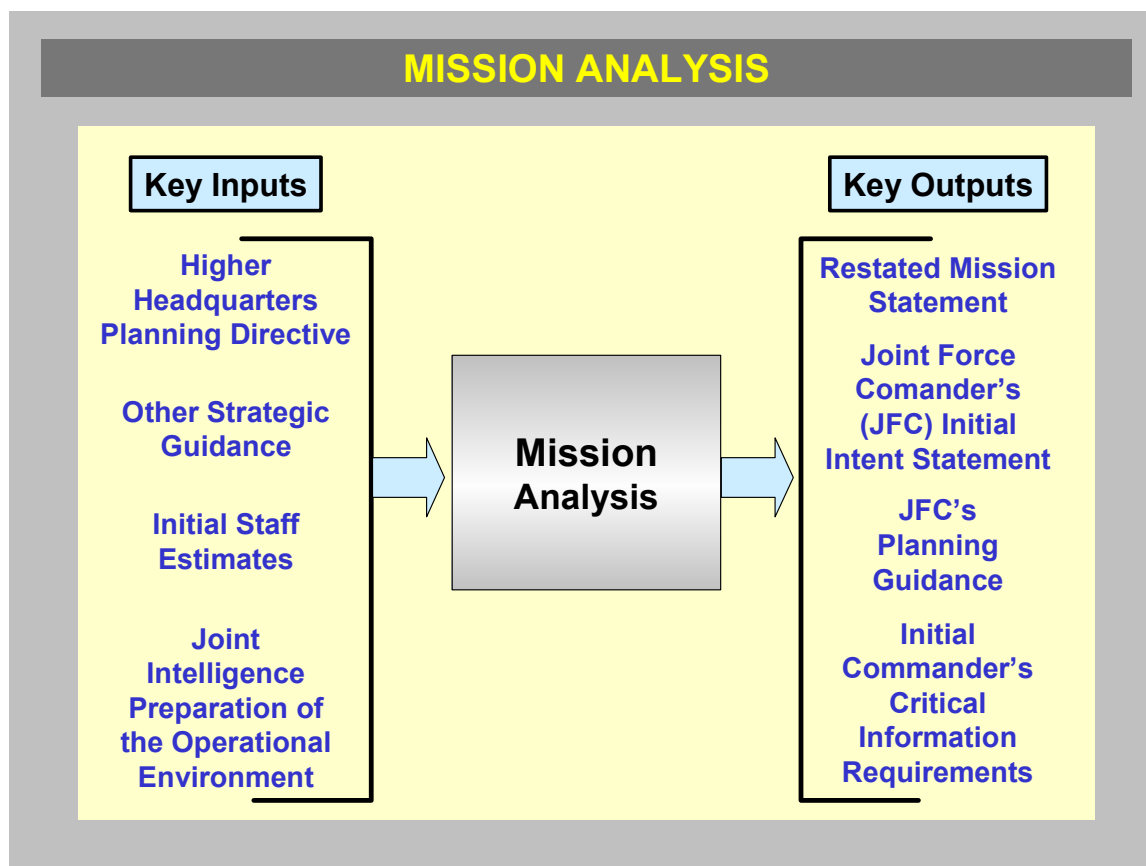 MISSION ANALYSIS
Key Inputs
Higher
Headquarters
Planning Directive
Other Strategic
Guidance
Initial Staff
Estimates
Joint
Intelligence
Preparation of
the Operational
Environment
Mission
Analysis
Key Outputs
Restated Mission
Statement
Joint Force
Comander’s
(JFC) Initial
Intent Statement
JFC’s
Planning
Guidance
Initial
Commander’s
Critical
Information
Requirements